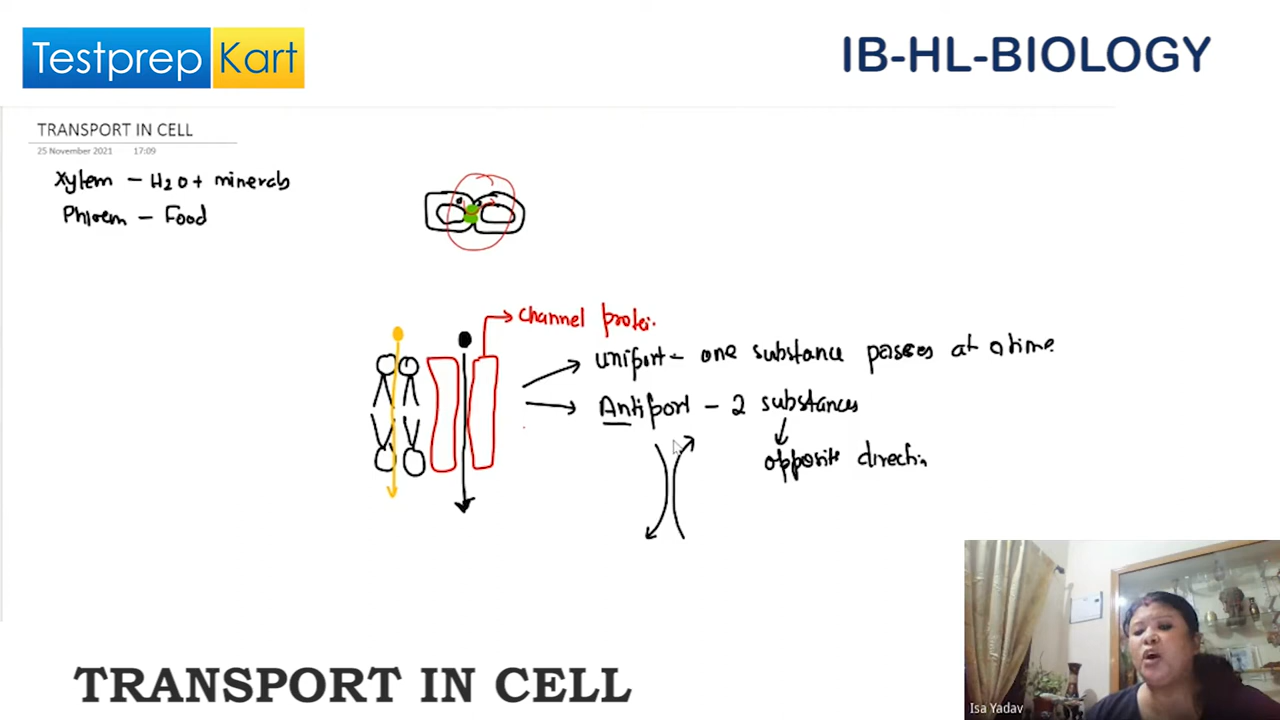 Testprep Kart
IB-HL-BIOLOGY
TRANSPORT IN CELL
25 November 2021 17:09
Xylem - H2O + minerals
Phloem - Food
channel protei.
uniport - one substance passes at a time
Antiport - 2 substances
opposite directi
TRANSPORT IN CELL
Isa Yadav